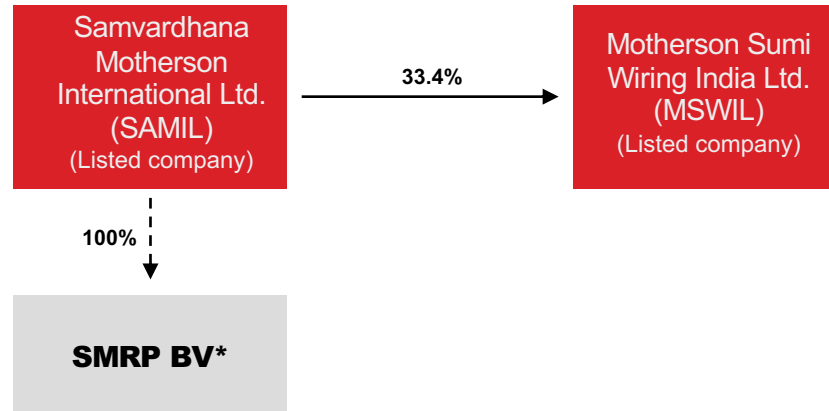 Samvardhana
Motherson
International Ltd.
(SAMIL)
(Listed company)
33.4%
Motherson Sumi
Wiring India Ltd.
(MSWIL)
(Listed company)
100%
SMRP BV*